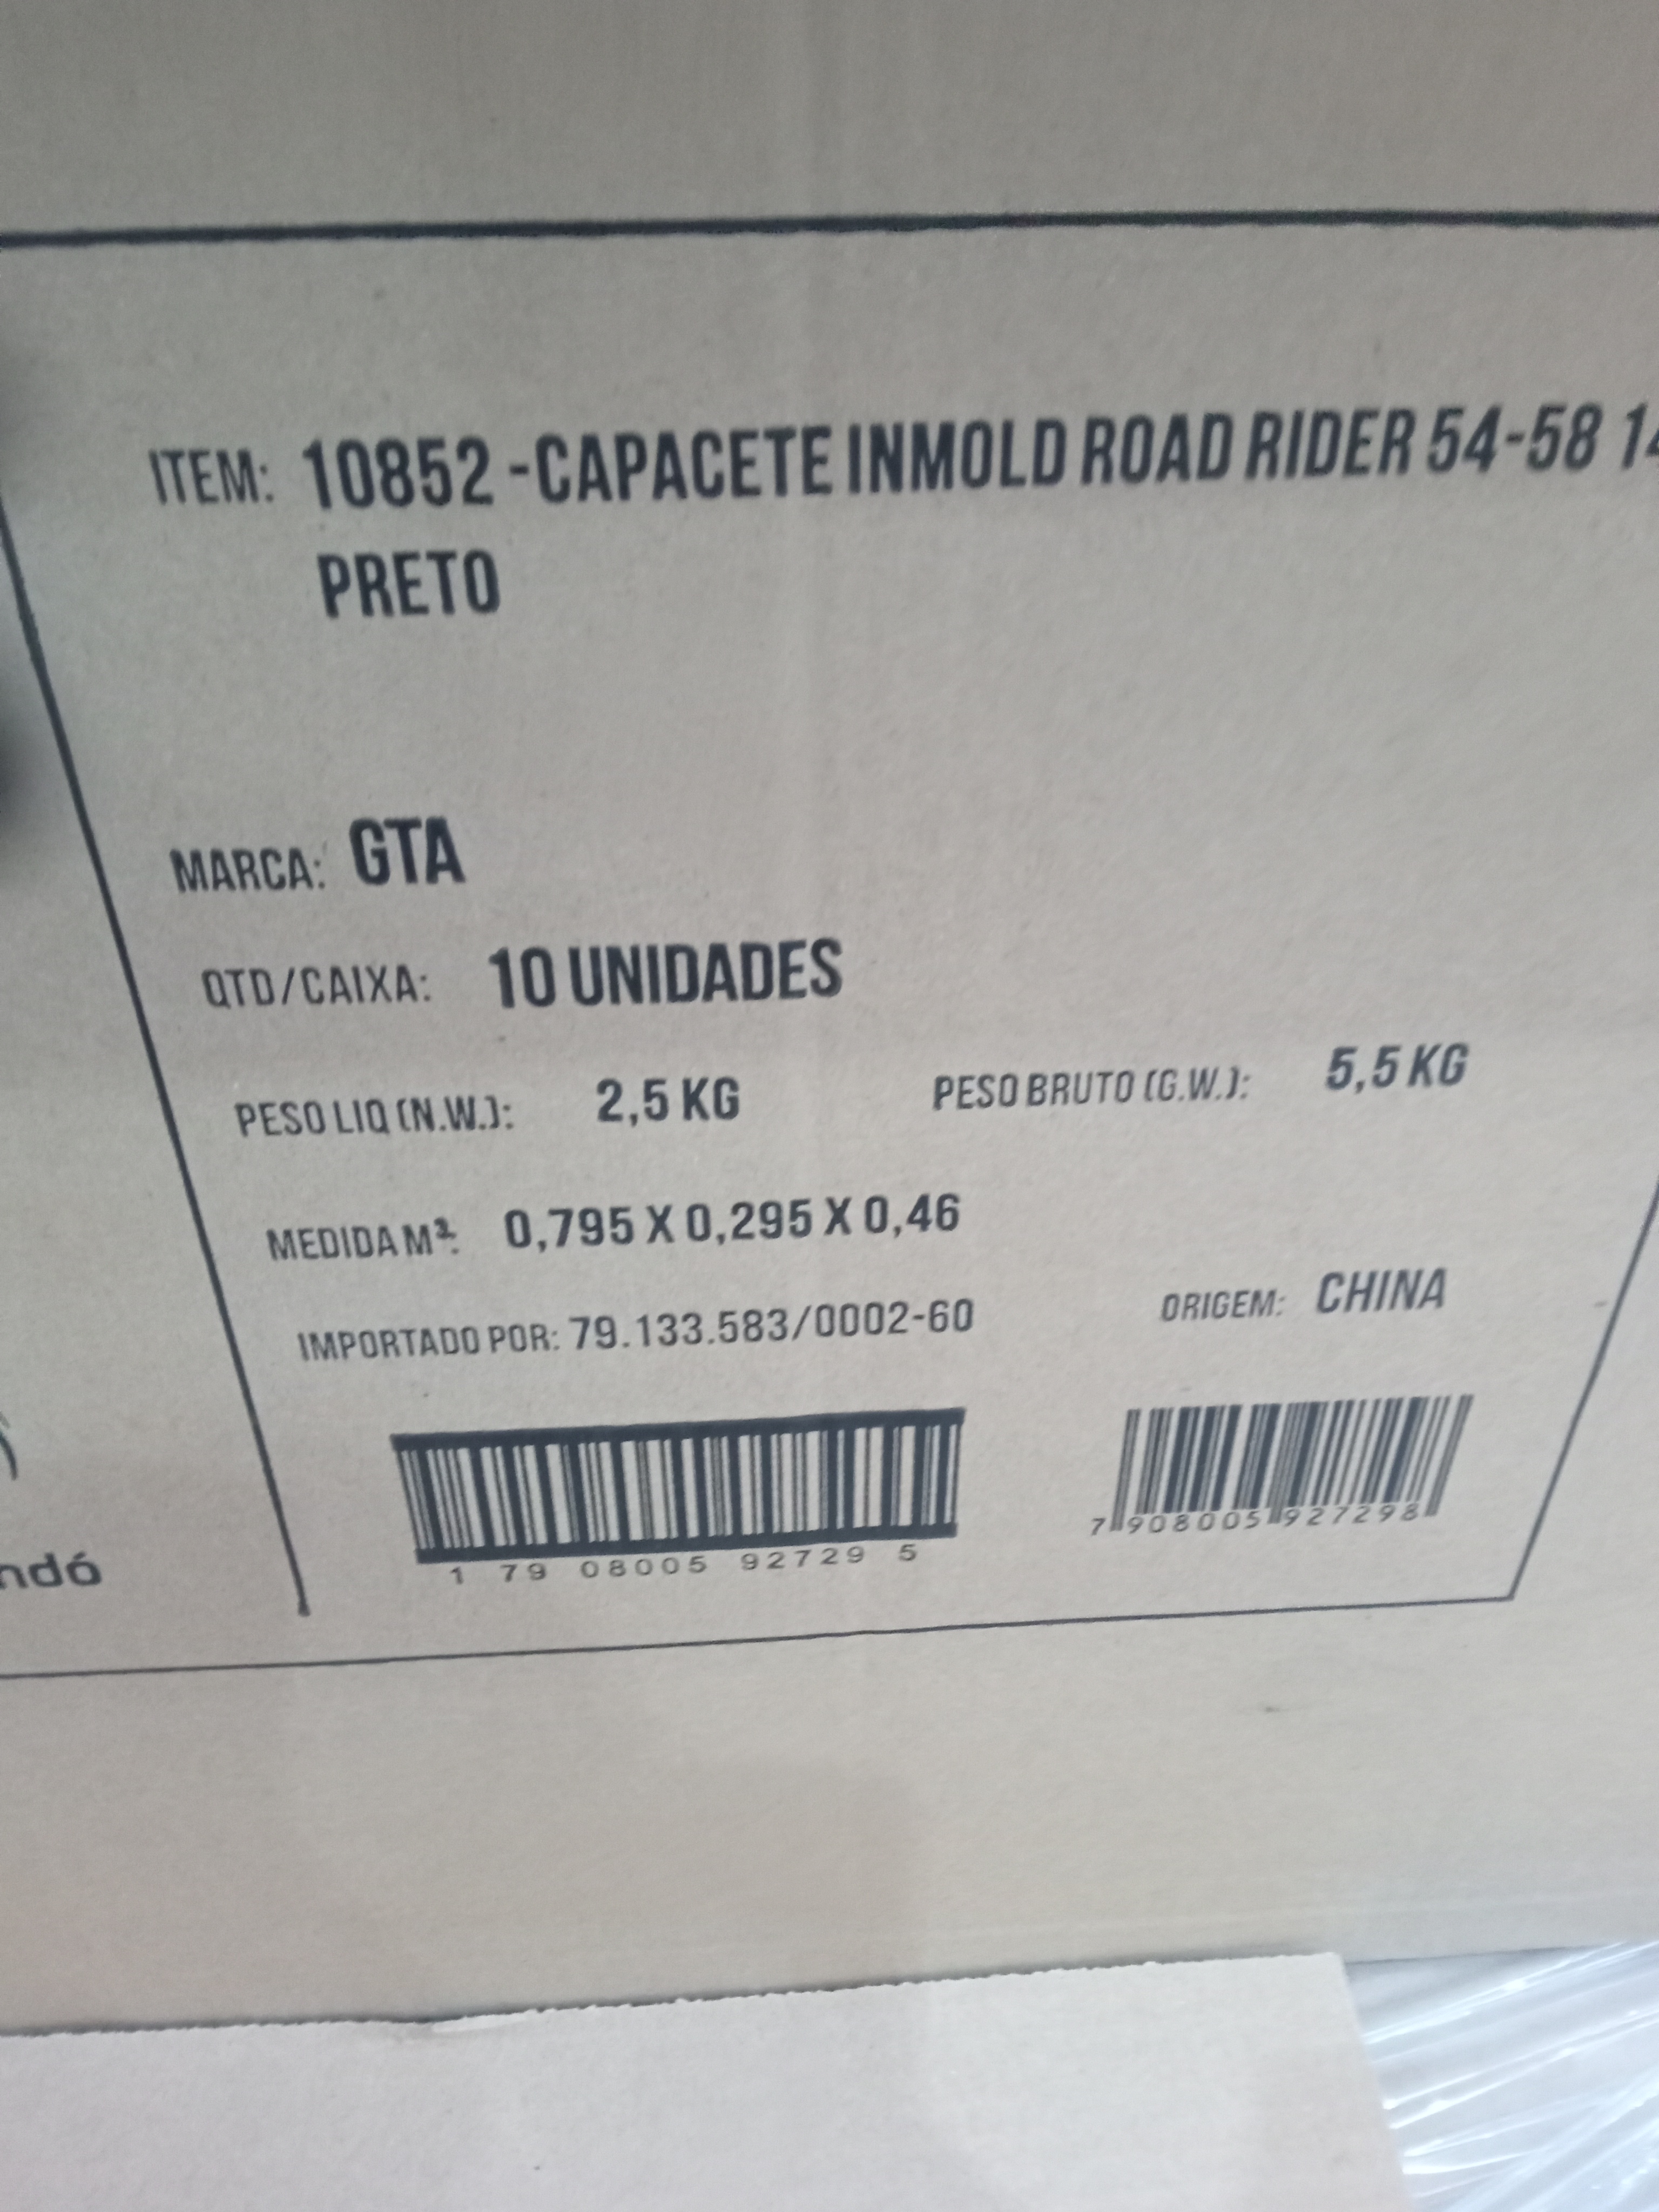 ITEM: 10852 -CAPACETE INMOLD ROAD RIDER 54-58 14
PRETO
MARCA: GTA
QTD/CAIXA: 10 UNIDADES
PESO LIQ (N.W.): 2,5 KG PESO BRUTO (G.W.): 5,5 KG
MEDIDA M³: 0,795 X 0,295 X 0,46
IMPORTADO POR: 79.133.583/0002-60 ORIGEM: CHINA
1 79 08005 92729 5 7 908005 927298
ndó